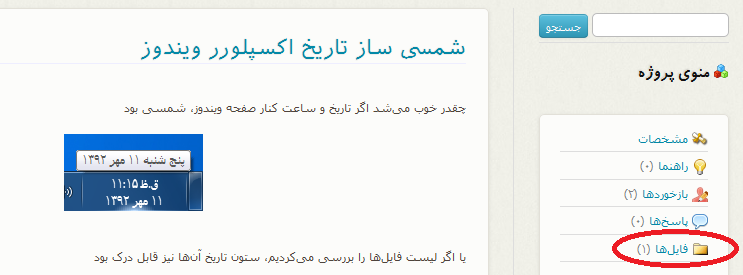 جستجو
منوی پروژه
مشخصات
راهنما (۰)
بازخوردها (۲)
پاسخ‌ها (۰)
فایل‌ها (۱)
شمسی ساز تاریخ اکسپلورر ویندوز
چقدر خوب می‌شد اگر تاریخ و ساعت کنار صفحه ویندوز، شمسی بود
پنج شنبه ۱۱ مهر ۱۳۹۲
ق.ظ ۱۱:۱۵
۱۱ مهر ۱۳۹۲
یا اگر لیست فایل‌ها را بررسی می‌کردیم، ستون تاریخ آن‌ها نیز قابل درک بود